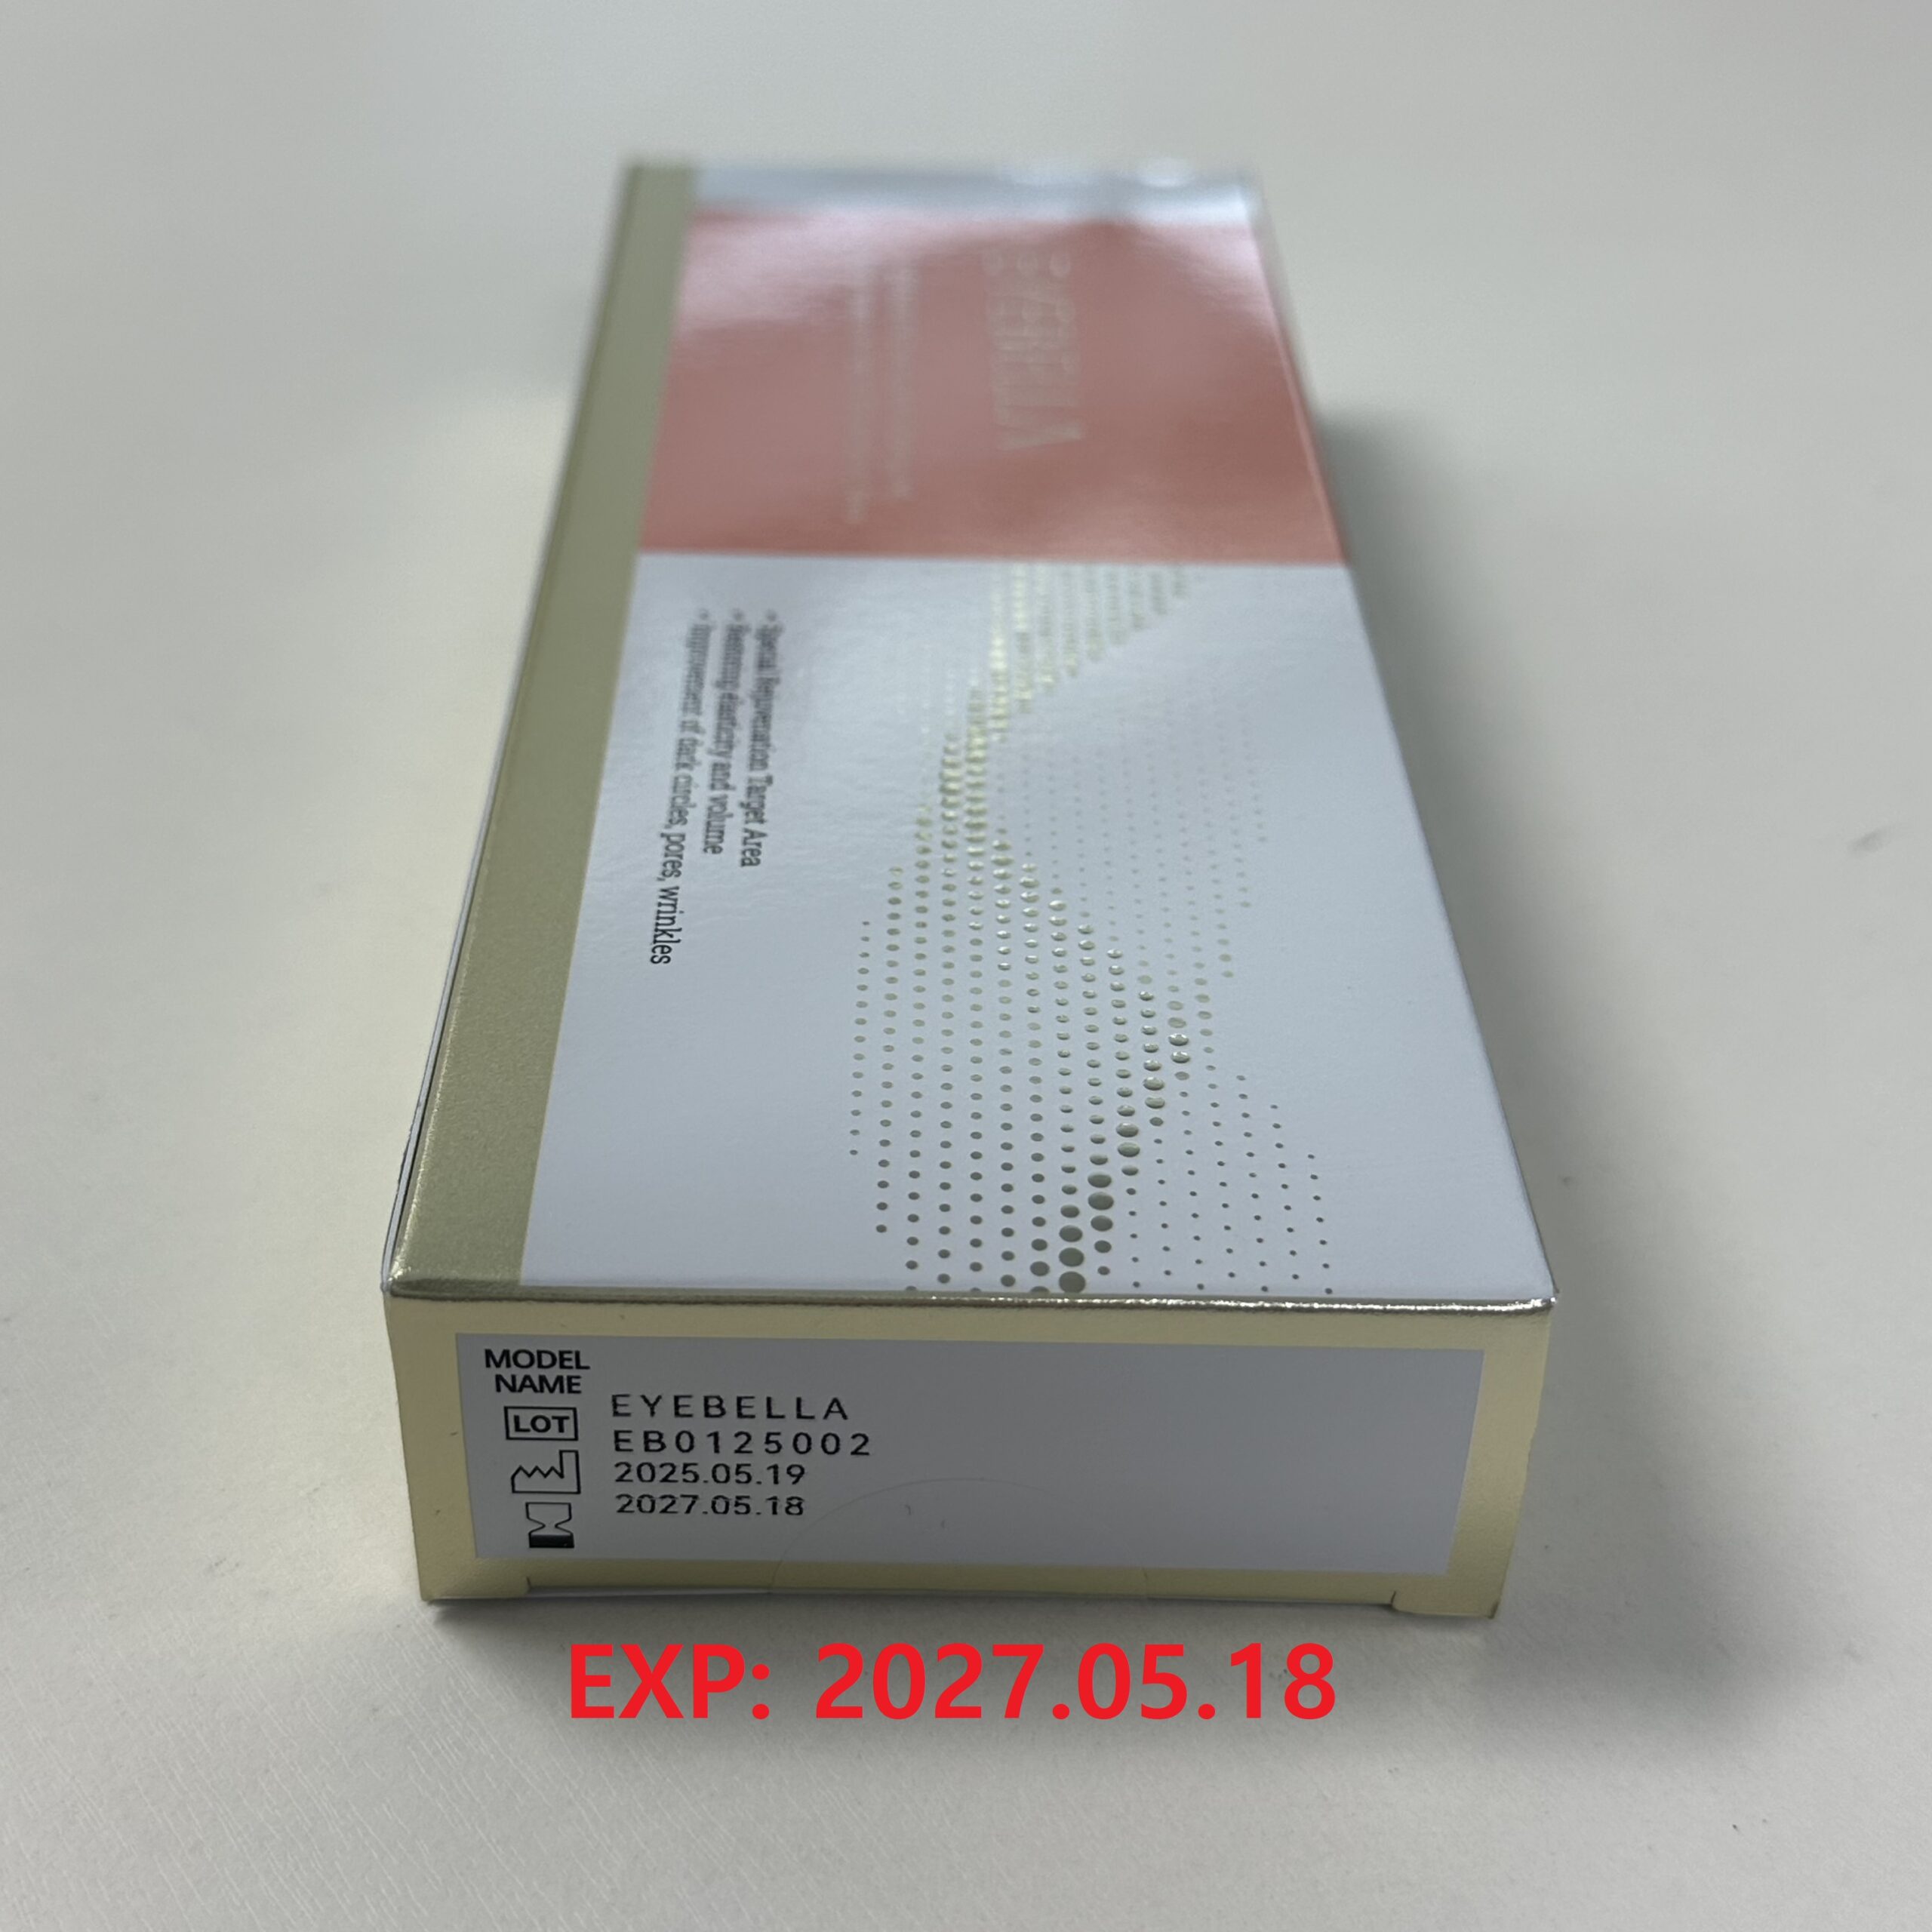 EYEBELLA
Special Rejuvenation Target Area
Restoring elasticity and volume
Improvement of dark circles, pores, wrinkles
MODEL
NAME
EYEBELLA
LOT
EB0125002
2025.05.19
2027.05.18
EXP: 2027.05.18